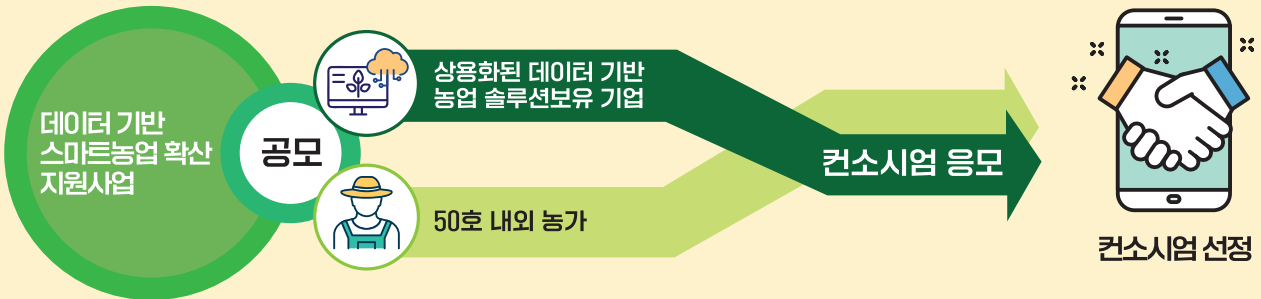 데이터 기반
스마트농업 확산
지원사업
공모
상용화된 데이터 기반
농업 솔루션보유 기업
50호 내외 농가
컨소시엄 응모
컨소시엄 선정